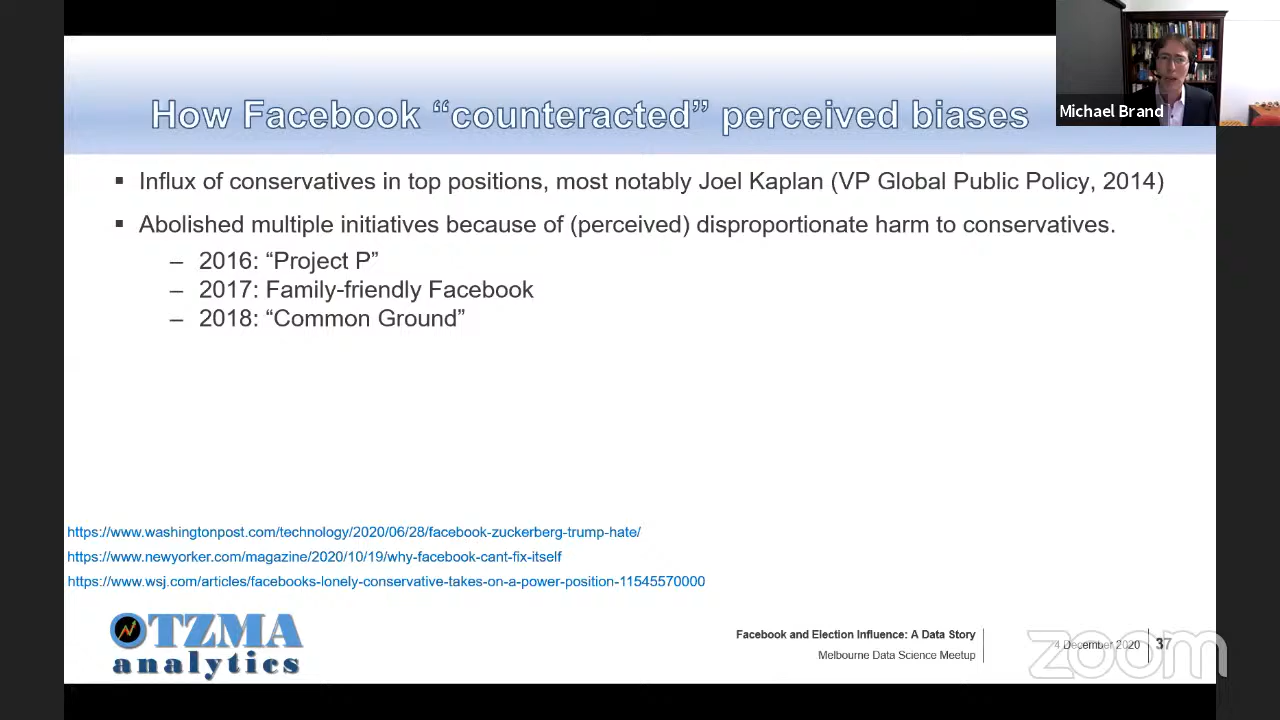 How Facebook “counteracted” perceived biases
Michael Brand
▪ Influx of conservatives in top positions, most notably Joel Kaplan (VP Global Public Policy, 2014)
▪ Abolished multiple initiatives because of (perceived) disproportionate harm to conservatives.
– 2016: “Project P”
– 2017: Family-friendly Facebook
– 2018: “Common Ground”
https://www.washingtonpost.com/technology/2020/06/28/facebook-zuckerberg-trump-hate/
https://www.newyorker.com/magazine/2020/10/19/why-facebook-cant-fix-itself
https://www.wsj.com/articles/facebooks-lonely-conservative-takes-on-a-power-position-11545570000
OTZMA
analytics
Facebook and Election Influence: A Data Story
Melbourne Data Science Meetup
December 2020
37
zoom